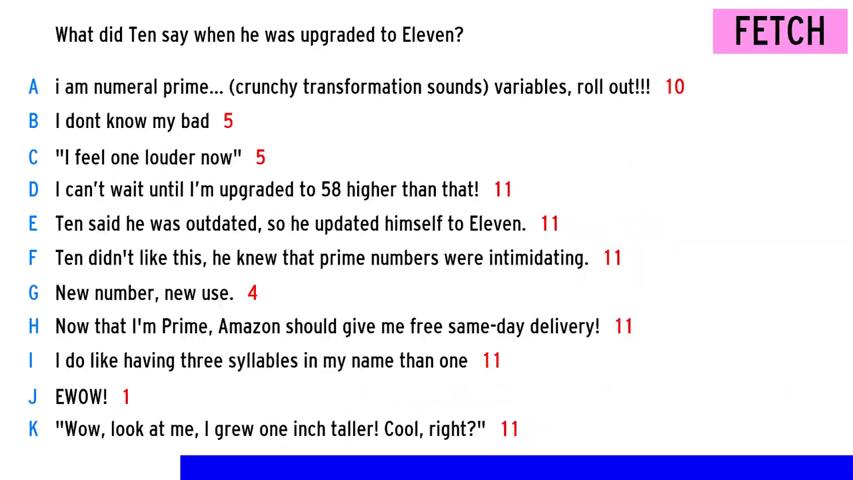 What did Ten say when he was upgraded to Eleven?
FETCH
A i am numeral prime... (crunchy transformation sounds) variables, roll out!!! 10
B I dont know my bad 5
C "I feel one louder now" 5
D I can't wait until I'm upgraded to 58 higher than that! 11
E Ten said he was outdated, so he updated himself to Eleven. 11
F Ten didn't like this, he knew that prime numbers were intimidating. 11
G New number, new use. 4
H Now that I'm Prime, Amazon should give me free same-day delivery! 11
I I do like having three syllables in my name than one 11
J EWOW! 1
K "Wow, look at me, I grew one inch taller! Cool, right?" 11